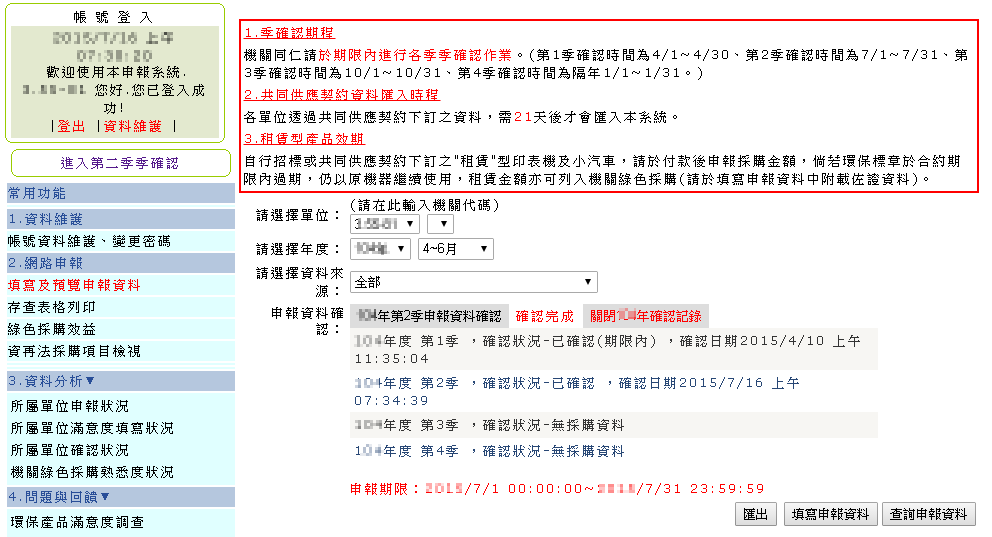 帳 號 登 入
2015/7/16 上午
07:38:20
歡迎使用本申報系統.
您好.您已登入成
功!
|登出 |資料維護 |
進入第二季季確認
常用功能
1.資料維護
帳號資料維護、變更密碼
2.網路申報
填寫及預覽申報資料
存查表格列印
綠色採購效益
資再法採購項目檢視
3.資料分析▼
所屬單位申報狀況
所屬單位滿意度填寫狀況
所屬單位確認狀況
機關綠色採購熟悉度狀況
4.問題與回饋▼
環保產品滿意度調查
1.季確認期程
機關同仁請於期限內進行各季季確認作業。(第1季確認時間為4/1~4/30、第2季確認時間為7/1~7/31、第
3季確認時間為10/1~10/31、第4季確認時間為隔年1/1~1/31。)
2.共同供應契約資料匯入時程
各單位透過共同供應契約下訂之資料，需21天後才會匯入本系統。
3.租賃型產品效期
自行招標或共同供應契約下訂之"租賃"型印表機及小汽車，請於付款後申報採購金額，倘若環保標章於合約期
限內過期，仍以原機器繼續使用，租賃金額亦可列入機關綠色採購(請於填寫申報資料中附載佐證資料)。
(請在此輸入機關代碼)
請選擇單位：
請選擇年度： 4~6月
請選擇資料來
源： 全部
申報資料確
認： 104年第2季申報資料確認 確認完成 關閉104年確認記錄
104年度 第1季 ，確認狀況-已確認(期限內) ，確認日期2015/4/10 上午
11:35:04
104年度 第2季 ，確認狀況-已確認 ，確認日期2015/7/16 上午
07:34:39
104年度 第3季 ，確認狀況-無採購資料
104年度 第4季 ，確認狀況-無採購資料
申報期限：2015/7/1 00:00:00~2015/7/31 23:59:59
匯出 填寫申報資料 查詢申報資料